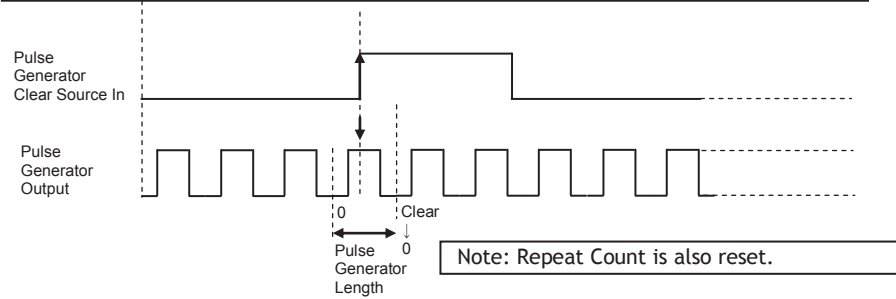 Pulse
Generator
Clear Source In
Pulse
Generator
Output
0
Clear
↓
0
Pulse
Generator
Length
Note: Repeat Count is also reset.